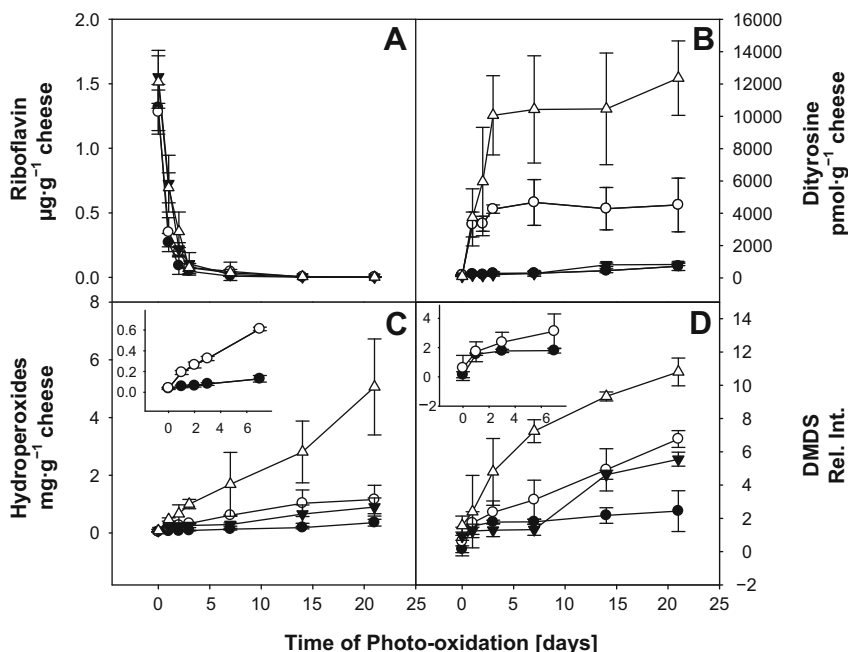 A
B
Riboflavin
µg·g⁻¹ cheese
2.0
1.5
1.0
0.5
0.0
16000
14000
12000
10000
8000
6000
4000
2000
0
Dityrosine
pmol·g⁻¹ cheese
C
D
Hydroperoxides
mg·g⁻¹ cheese
8
6
4
2
0
0.6
0.4
0.2
0.0
0 2 4 6
4
2
0
−2
0 2 4 6
14
12
10
8
6
4
2
0
−2
DMDS
Rel. Int.
0 5 10 15 20 25
0 5 10 15 20 25
Time of Photo-oxidation [days]